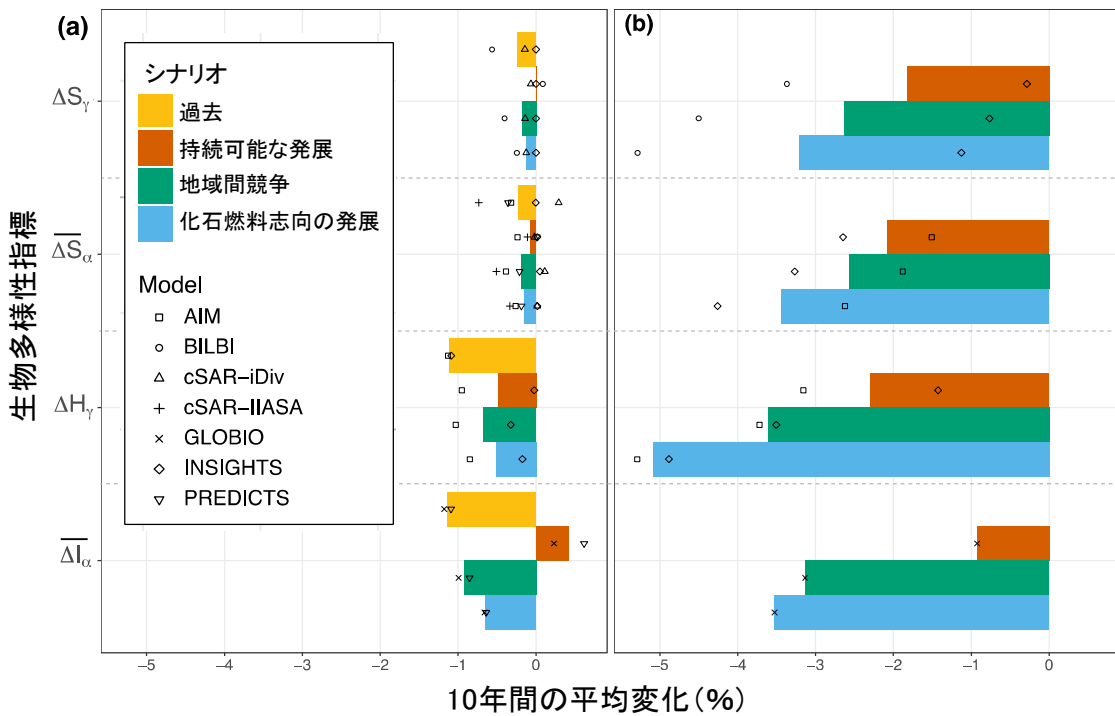 (a)
(b)
シナリオ
過去
持続可能な発展
地域間競争
化石燃料志向の発展
Model
AIM
BILBI
cSAR−iDiv
cSAR−IIASA
GLOBIO
INSIGHTS
PREDICTS
生物多様性指標
ΔSγ
ΔSα
ΔHγ
ΔIα
−5 −4 −3 −2 −1 0
−5 −4 −3 −2 −1 0
10年間の平均変化(%)